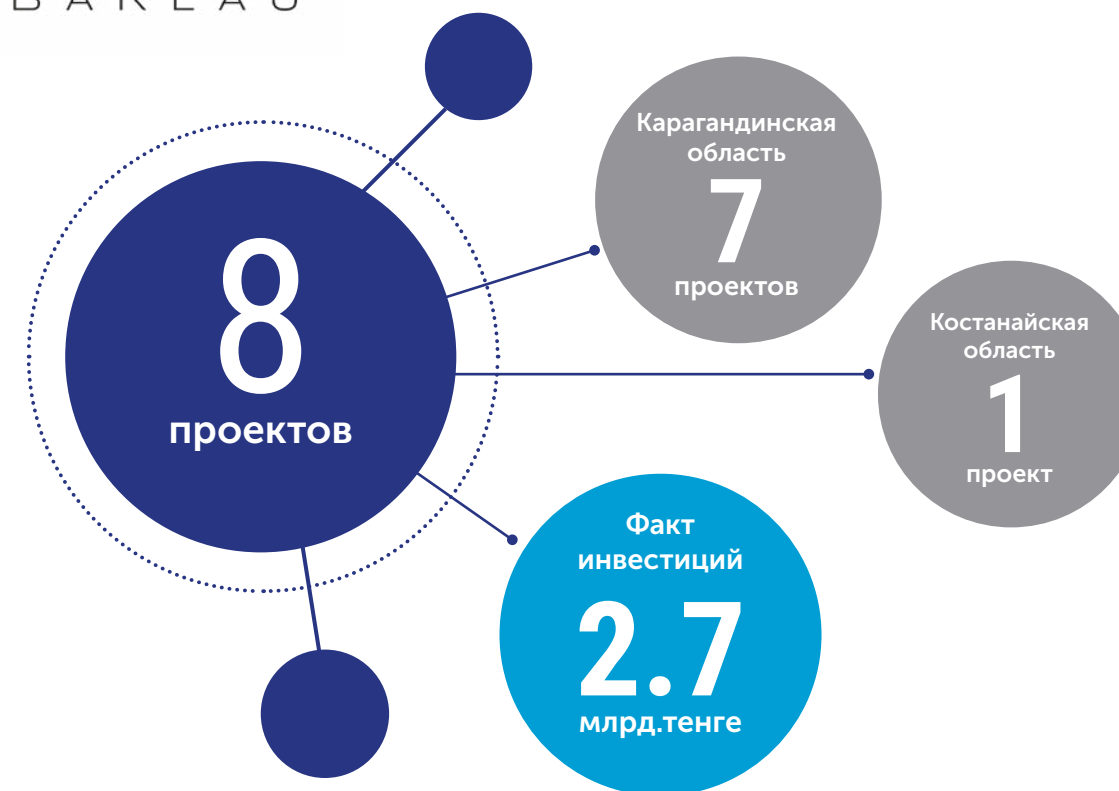 8
проектов
Карагандинская
область
7
проектов
Костанайская
область
1
проект
Факт
инвестиций
2.7
млрд.тенге